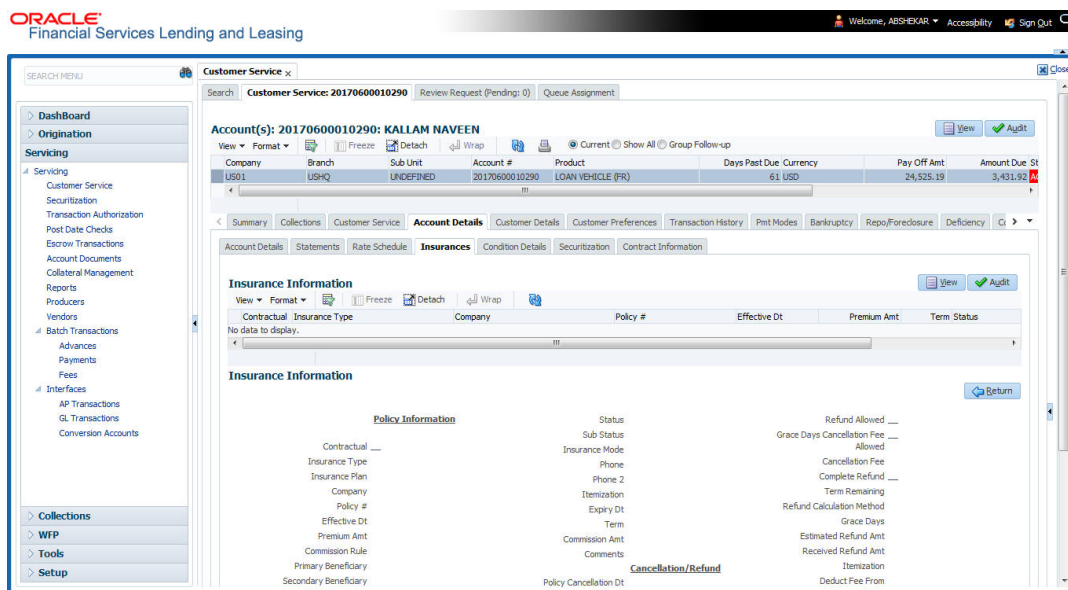 ORACLE
Financial Services Lending and Leasing
Welcome, ABSHEKAR Accessibility Sign Out
Close
SEARCH MENU
DashBoard
Origination
Servicing
Servicing
Customer Service
Securitization
Transaction Authorization
Post Date Checks
Escrow Transactions
Account Documents
Collateral Management
Reports
Producers
Vendors
Batch Transactions
Advances
Payments
Fees
Interfaces
AP Transactions
GL Transactions
Conversion Accounts
Collections
WFP
Tools
Setup
Customer Service x
Search Customer Service: 20170600010290 Review Request (Pending: 0) Queue Assignment
Account(s): 20170600010290: KALLAM NAVEEN
View Audit
View Format Freeze Detach Wrap Current Show All Group Follow-up
Company Branch Sub Unit Account # Product Days Past Due Currency Pay Off Amt Amount Due St
US01 USHQ UNDEFINED 20170600010290 LOAN VEHICLE (FR) 61 USD 24,525.19 3,431.92 AC
Summary Collections Customer Service Account Details Customer Details Customer Preferences Transaction History Pmt Modes Bankruptcy Repo/Foreclosure Deficiency
Account Details Statements Rate Schedule Insurances Condition Details Securitization Contract Information
Insurance Information
View Audit
View Format Freeze Detach Wrap
Contractual Insurance Type Company Policy # Effective Dt Premium Amt Term Status
No data to display.
Insurance Information
Return
Policy Information
Contractual
Insurance Type
Insurance Plan
Company
Policy #
Effective Dt
Premium Amt
Commission Rule
Primary Beneficiary
Secondary Beneficiary
Status
Sub Status
Insurance Mode
Phone
Phone 2
Itemization
Expiry Dt
Term
Commission Amt
Comments
Cancellation/Refund
Policy Cancellation Dt
Refund Allowed
Grace Days Cancellation Fee
Allowed
Cancellation Fee
Complete Refund
Term Remaining
Refund Calculation Method
Grace Days
Estimated Refund Amt
Received Refund Amt
Itemization
Deduct Fee From